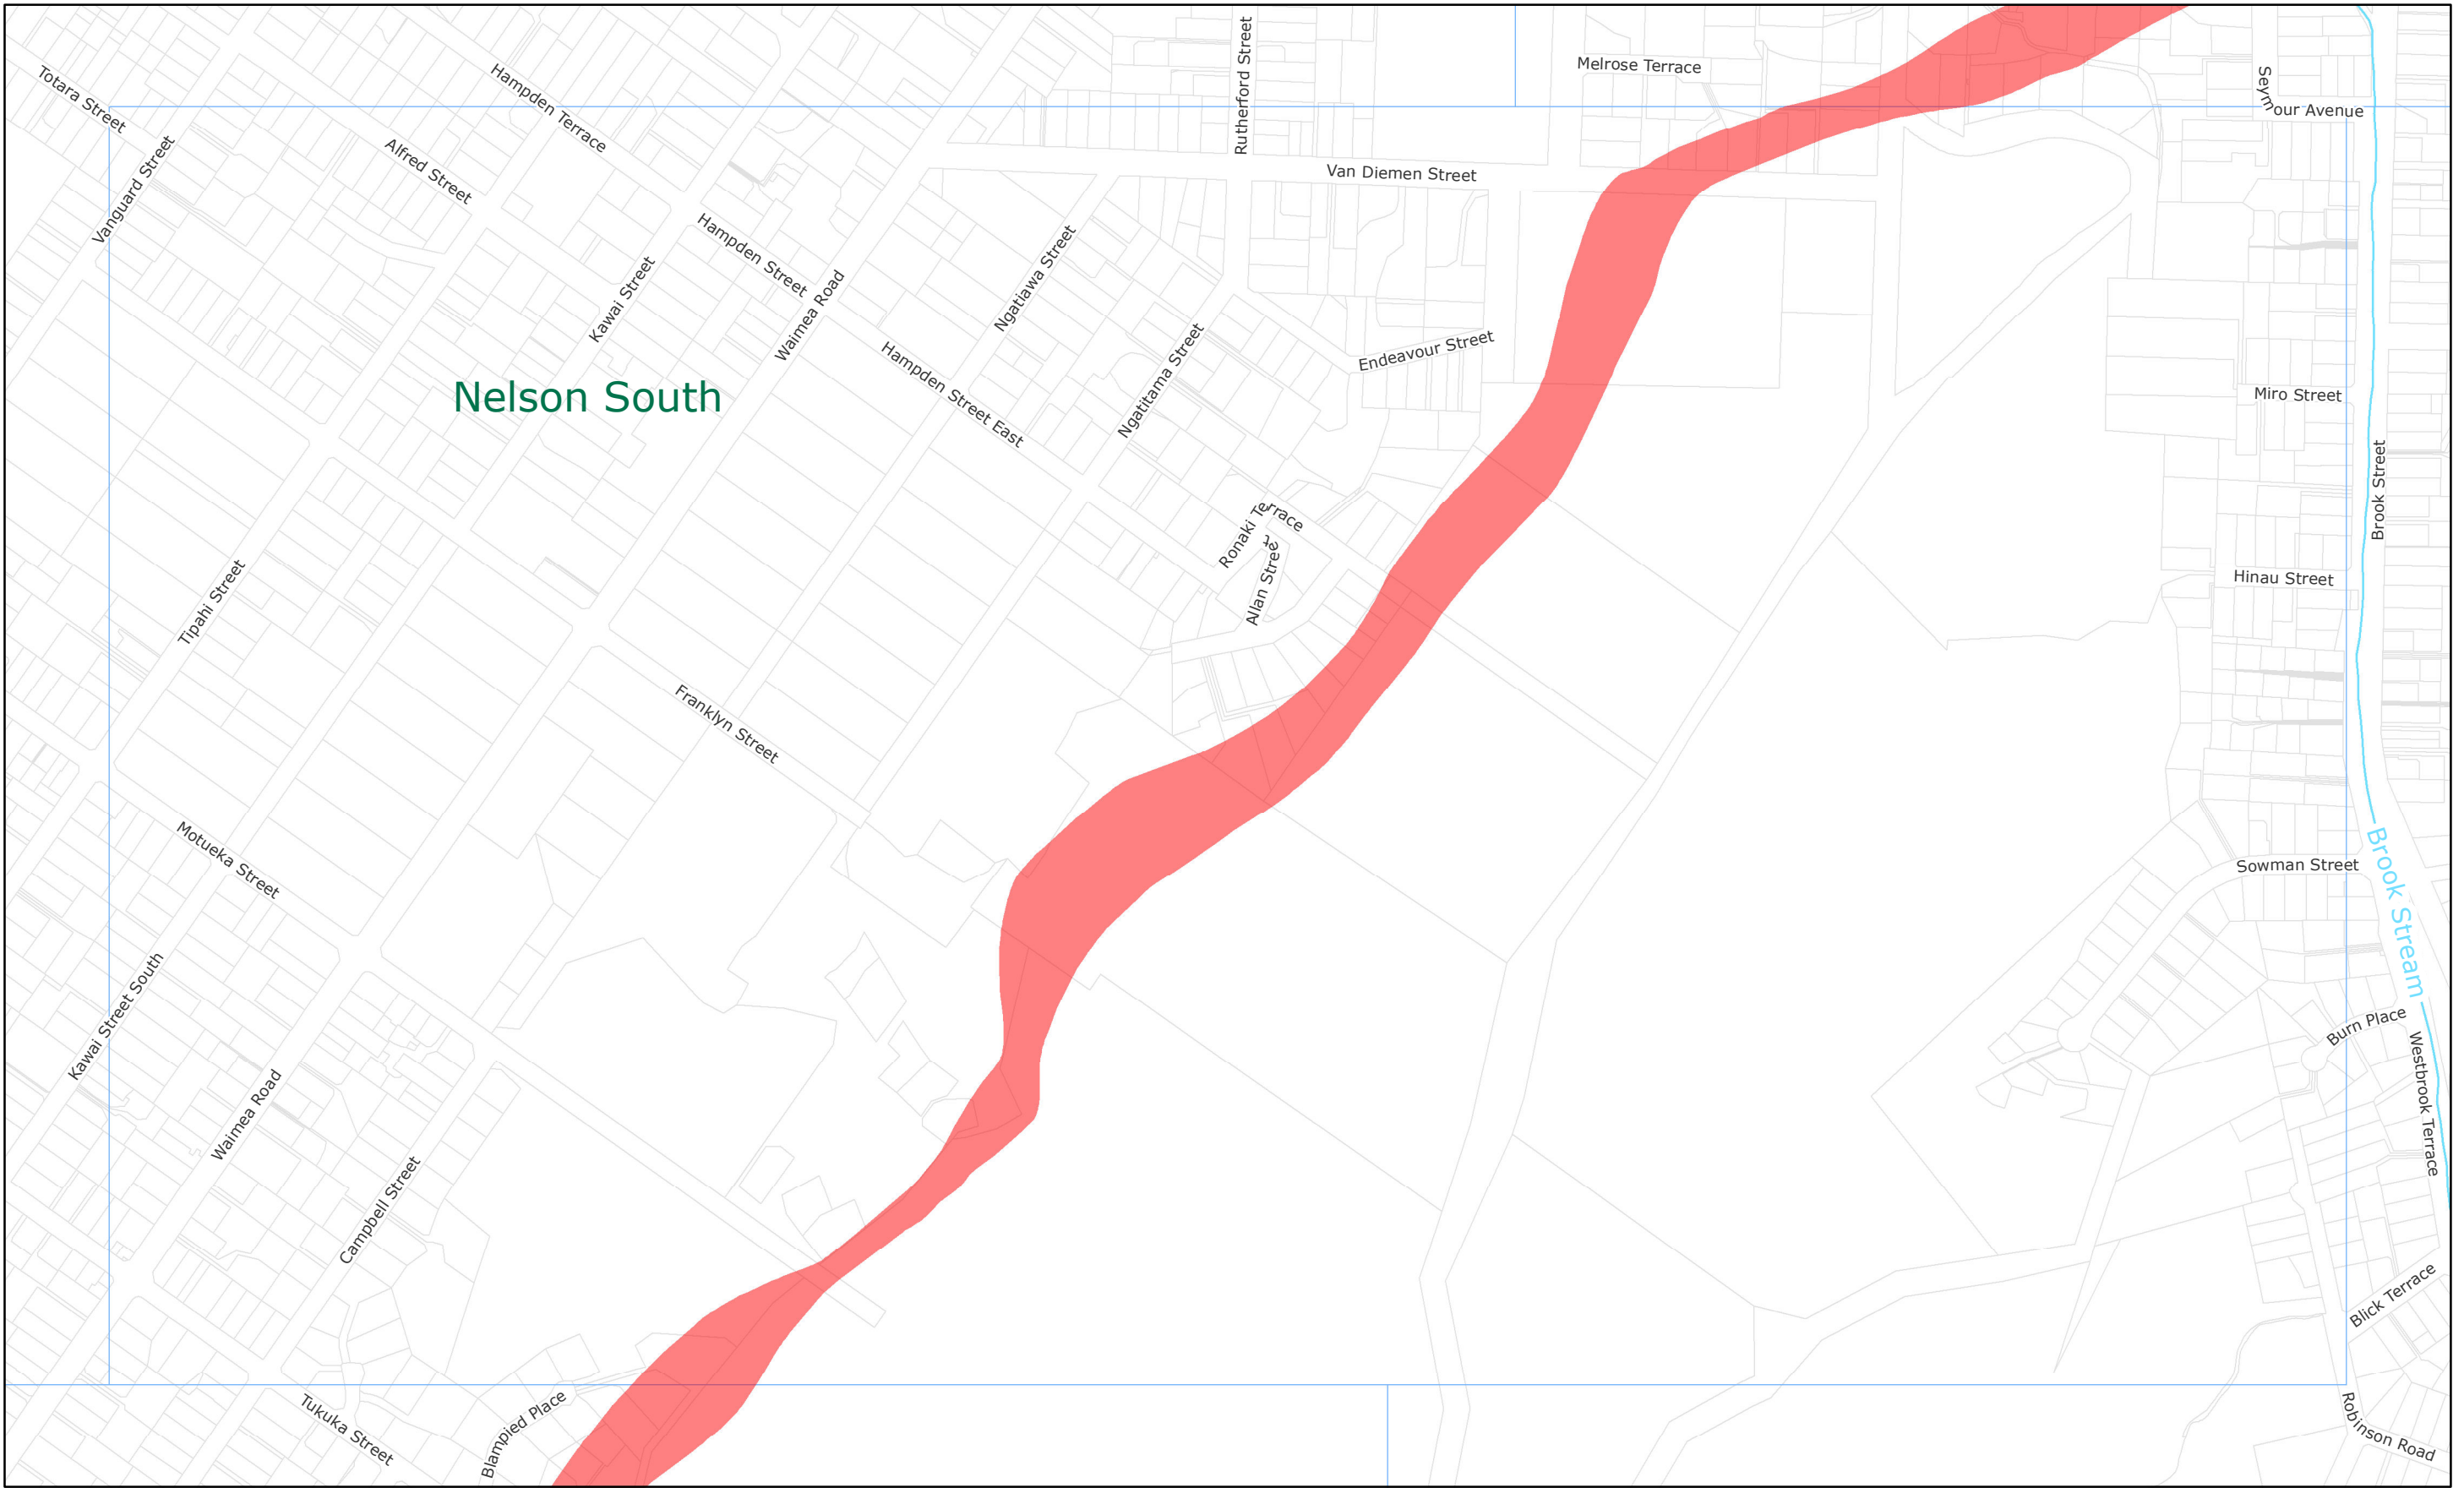 Rutherford Street
Melrose Terrace
Totara Street
Hampden Terrace
Seymour Avenue
Vanguard Street
Alfred Street
Van Diemen Street
Hampden Street
Kawai Street
Waimea Road
Ngatiawa Street
Endeavour Street
Hampden Street East
Ngatitama Street
Nelson South
Miro Street
Brook Street
Ronaki Terrace
Allan Street
Hinau Street
Tipahi Street
Franklyn Street
Motueka Street
Sowman Street
Brook Stream
Kawai Street South
Burn Place
Waimea Road
Westbrook Terrace
Campbell Street
Blick Terrace
Tukuka Street
Blampied Place
Robinson Road